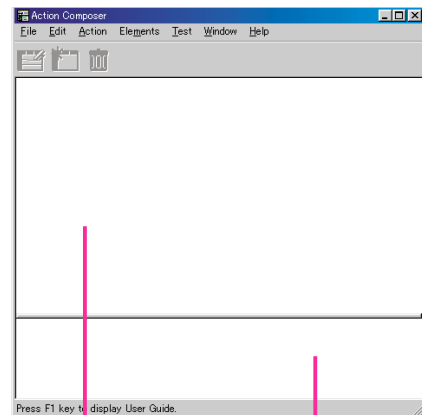 Action Composer
File Edit Action Elements Test Window Help
Press F1 key to display User Guide.